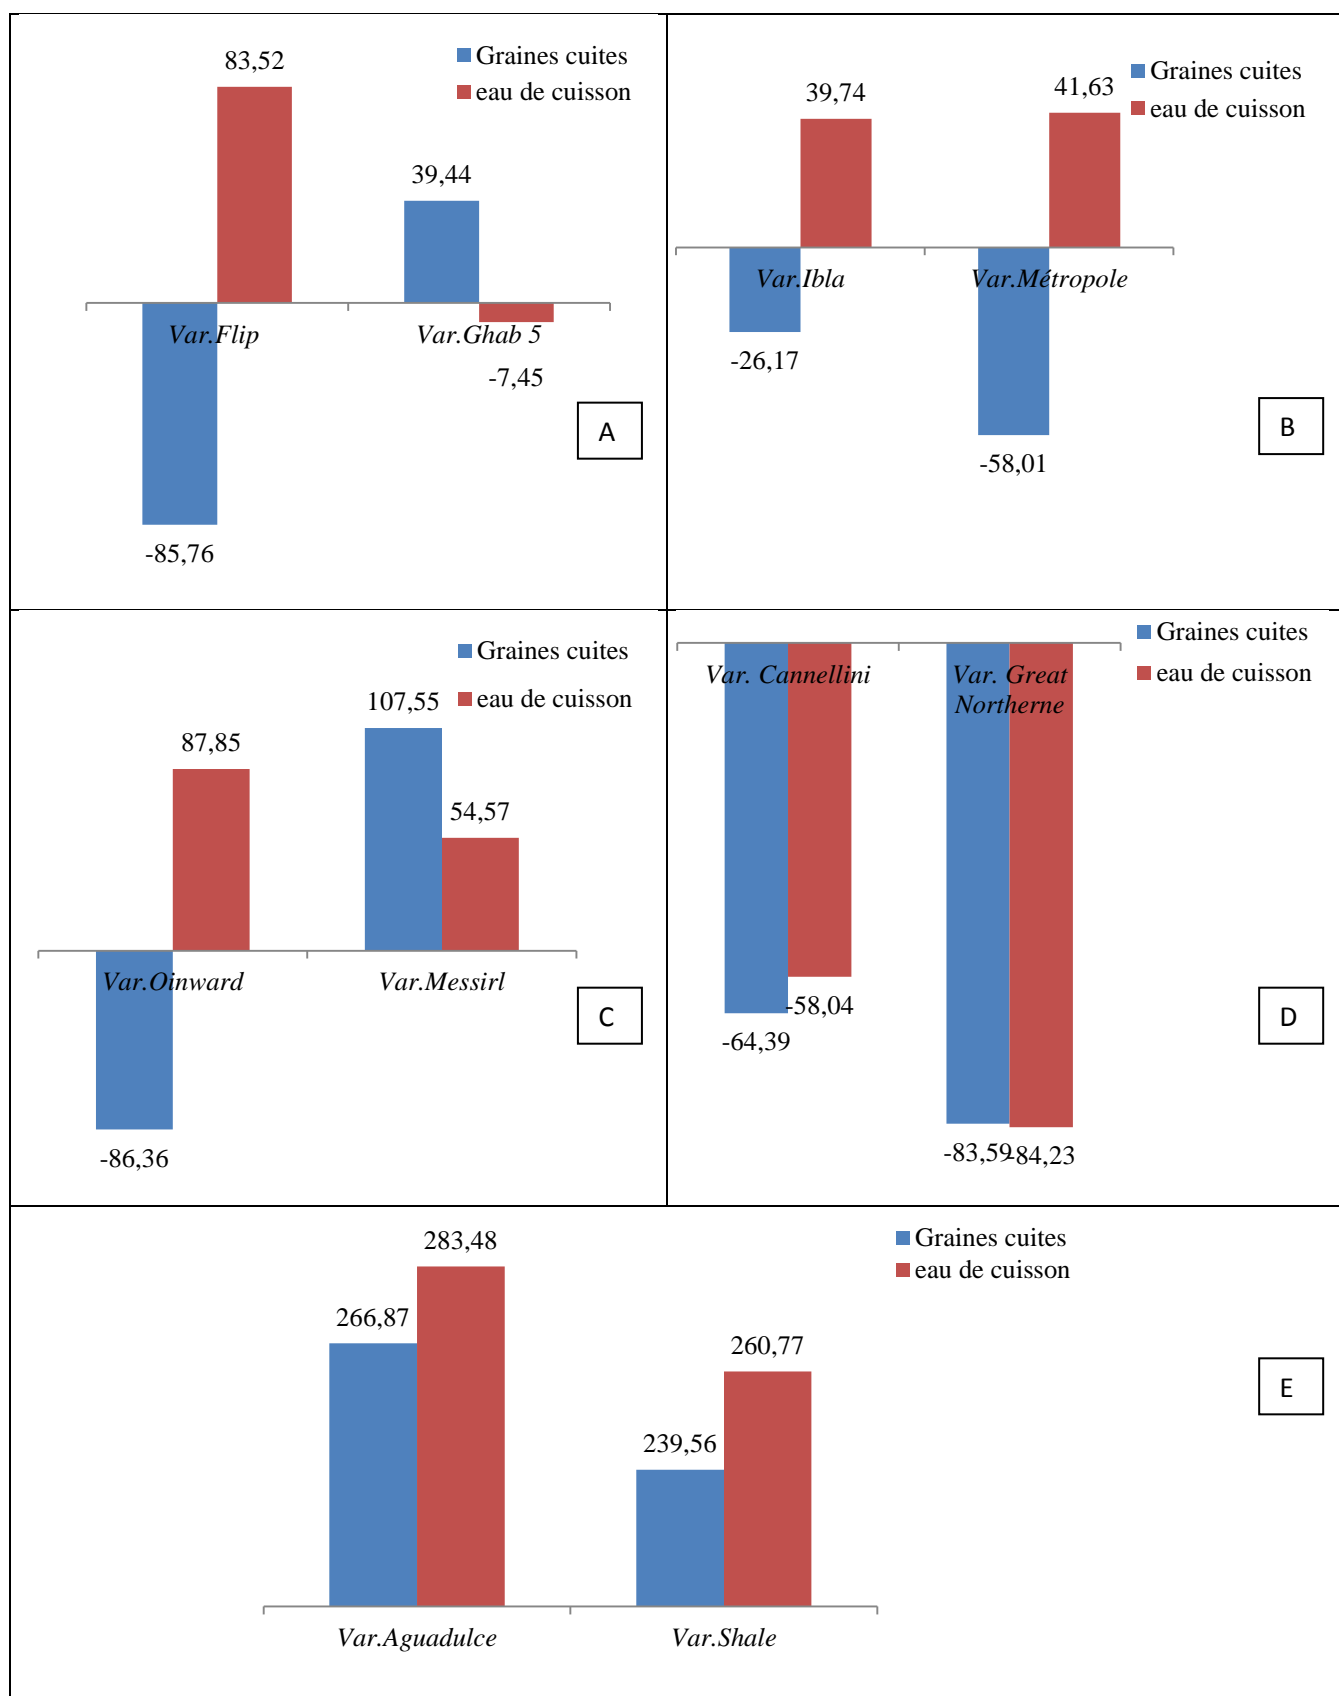 Graines cuites
eau de cuisson
83,52
39,44
Var.Flip
Var.Ghab 5
-7,45
-85,76
A
Graines cuites
eau de cuisson
39,74
41,63
Var.Ibla
Var.Métropole
-26,17
-58,01
B
Graines cuites
eau de cuisson
107,55
87,85
54,57
Var.Oinward
Var.Messirl
-86,36
C
Graines cuites
eau de cuisson
Var. Cannellini
Var. Great
Northerne
-58,04
-64,39
-83,59
-84,23
D
Graines cuites
eau de cuisson
283,48
266,87
260,77
239,56
Var.Aguadulce
Var.Shale
E